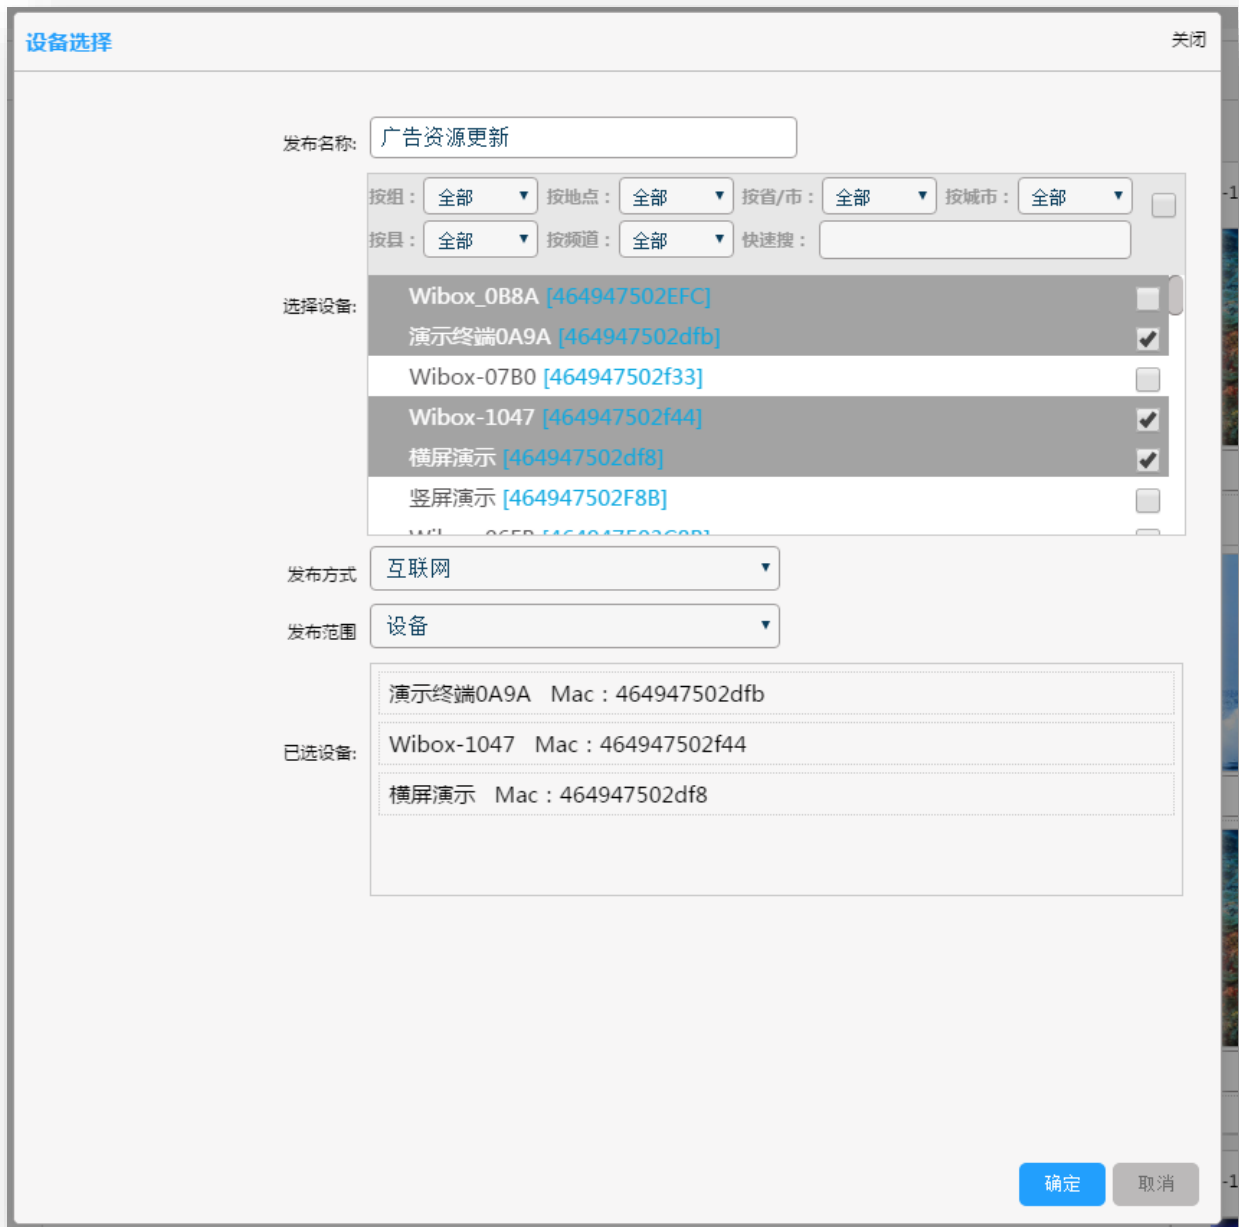 设备选择
关闭
发布名称: 广告资源更新
按组： 全部 按地点： 全部 按省/市： 全部 按城市： 全部
按县： 全部 按频道： 全部 快速搜：
选择设备:
Wibox_0B8A [464947502EFC]
演示终端0A9A [464947502dfb]
Wibox-07B0 [464947502f33]
Wibox-1047 [464947502f44]
横屏演示 [464947502df8]
竖屏演示 [464947502F8B]
发布方式 互联网
发布范围 设备
已选设备:
演示终端0A9A Mac：464947502dfb
Wibox-1047 Mac：464947502f44
横屏演示 Mac：464947502df8
确定 取消
-1
-1